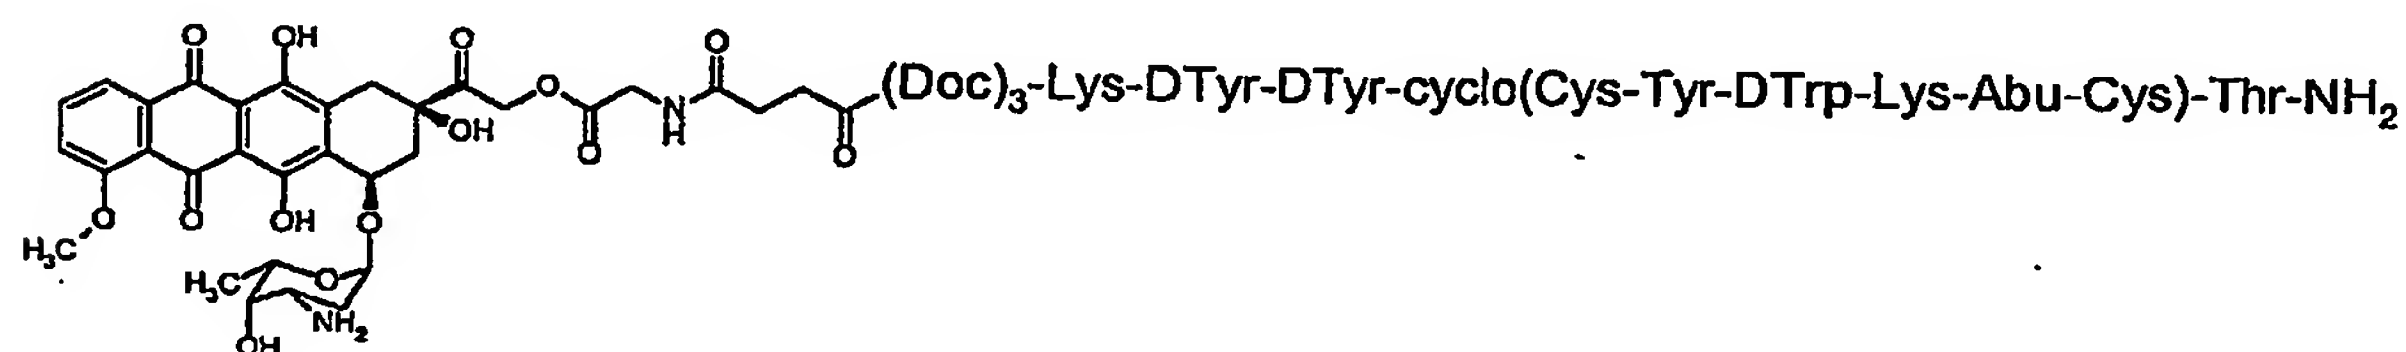 O OH O O (Doc)₃-Lys-DTyr-DTyr-cyclo(Cys-Tyr-DTrp-Lys-Abu-Cys)-Thr-NH₂
O N
OH O H O
O O OH O
H₃C
H₃C O
NH₂
OH